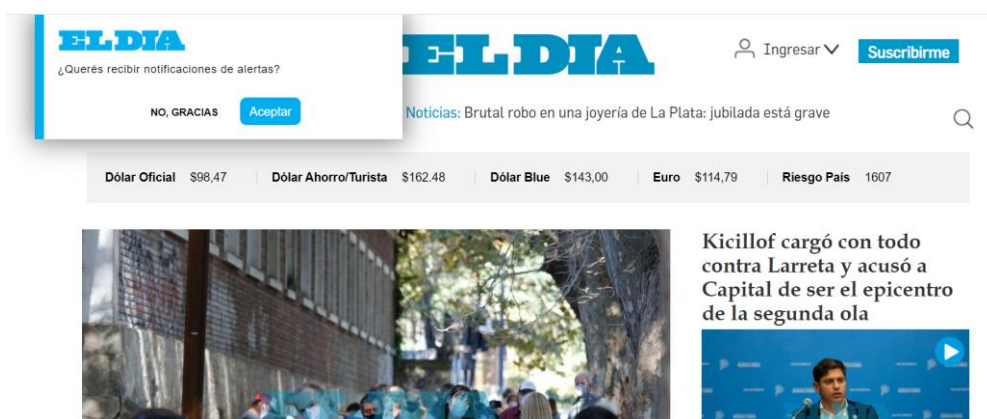 EL DIA
¿Querés recibir notificaciones de alertas?
NO, GRACIAS Aceptar
EL DIA
Ingresar Suscribirme
Noticias: Brutal robo en una joyería de La Plata: jubilada está grave
Dólar Oficial $98,47 Dólar Ahorro/Turista $162.48 Dólar Blue $143,00 Euro $114,79 Riesgo País 1607
Kicillof cargó con todo
contra Larreta y acusó a
Capital de ser el epicentro
de la segunda ola